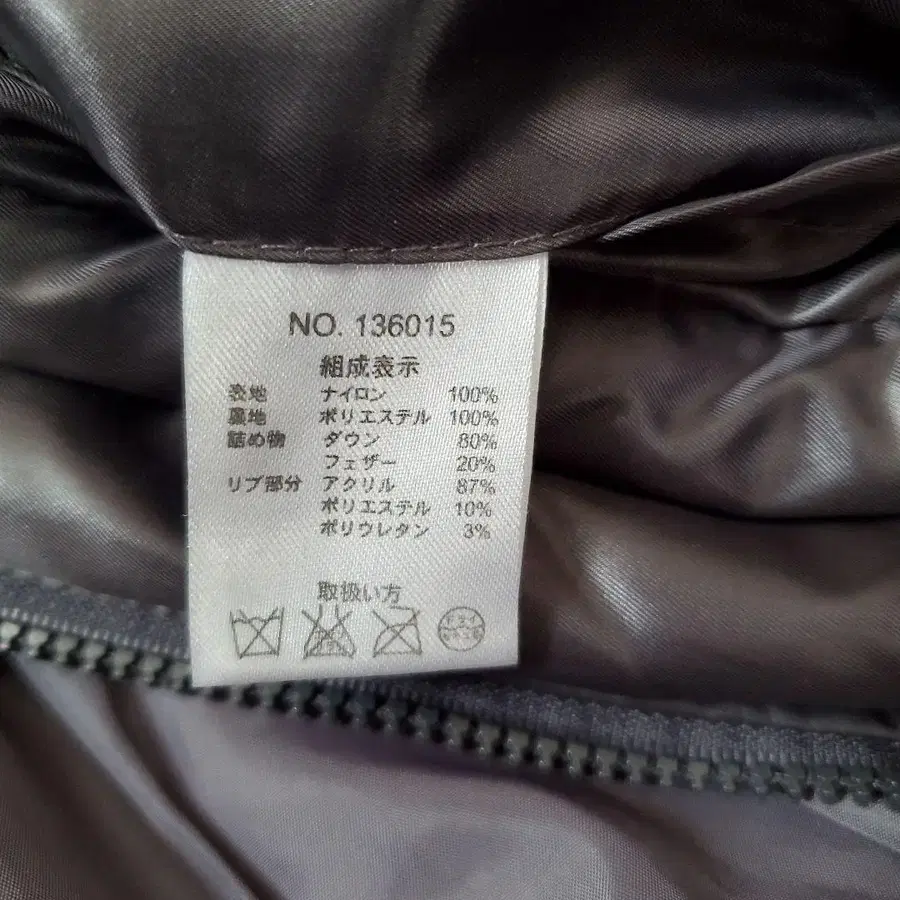 NO. 136015
組成表示
表地 ナイロン 100%
裏地 ポリエステル 100%
詰め物 ダウン 80%
フェザー 20%
リブ部分 アクリル 87%
ポリエステル 10%
ポリウレタン 3%
取扱い方
ドライ